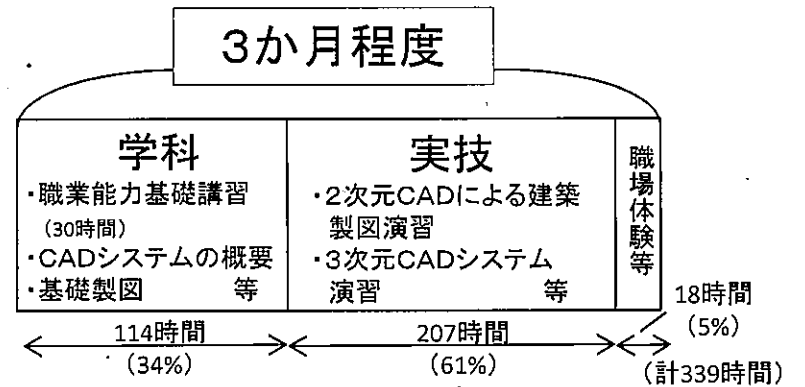 3か月程度
学科
・職業能力基礎講習
(30時間)
・CADシステムの概要
・基礎製図 等
実技
・2次元CADによる建築
製図演習
・3次元CADシステム
演習 等
職場体験等
114時間
(34%)
207時間
(61%)
18時間
(5%)
(計339時間)